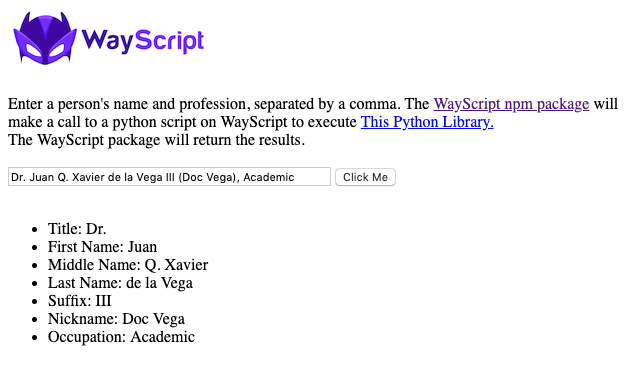 WayScript
Enter a person's name and profession, separated by a comma. The WayScript npm package will
make a call to a python script on WayScript to execute This Python Library.
The WayScript package will return the results.
Dr. Juan Q. Xavier de la Vega III (Doc Vega), Academic Click Me
• Title: Dr.
• First Name: Juan
• Middle Name: Q. Xavier
• Last Name: de la Vega
• Suffix: III
• Nickname: Doc Vega
• Occupation: Academic